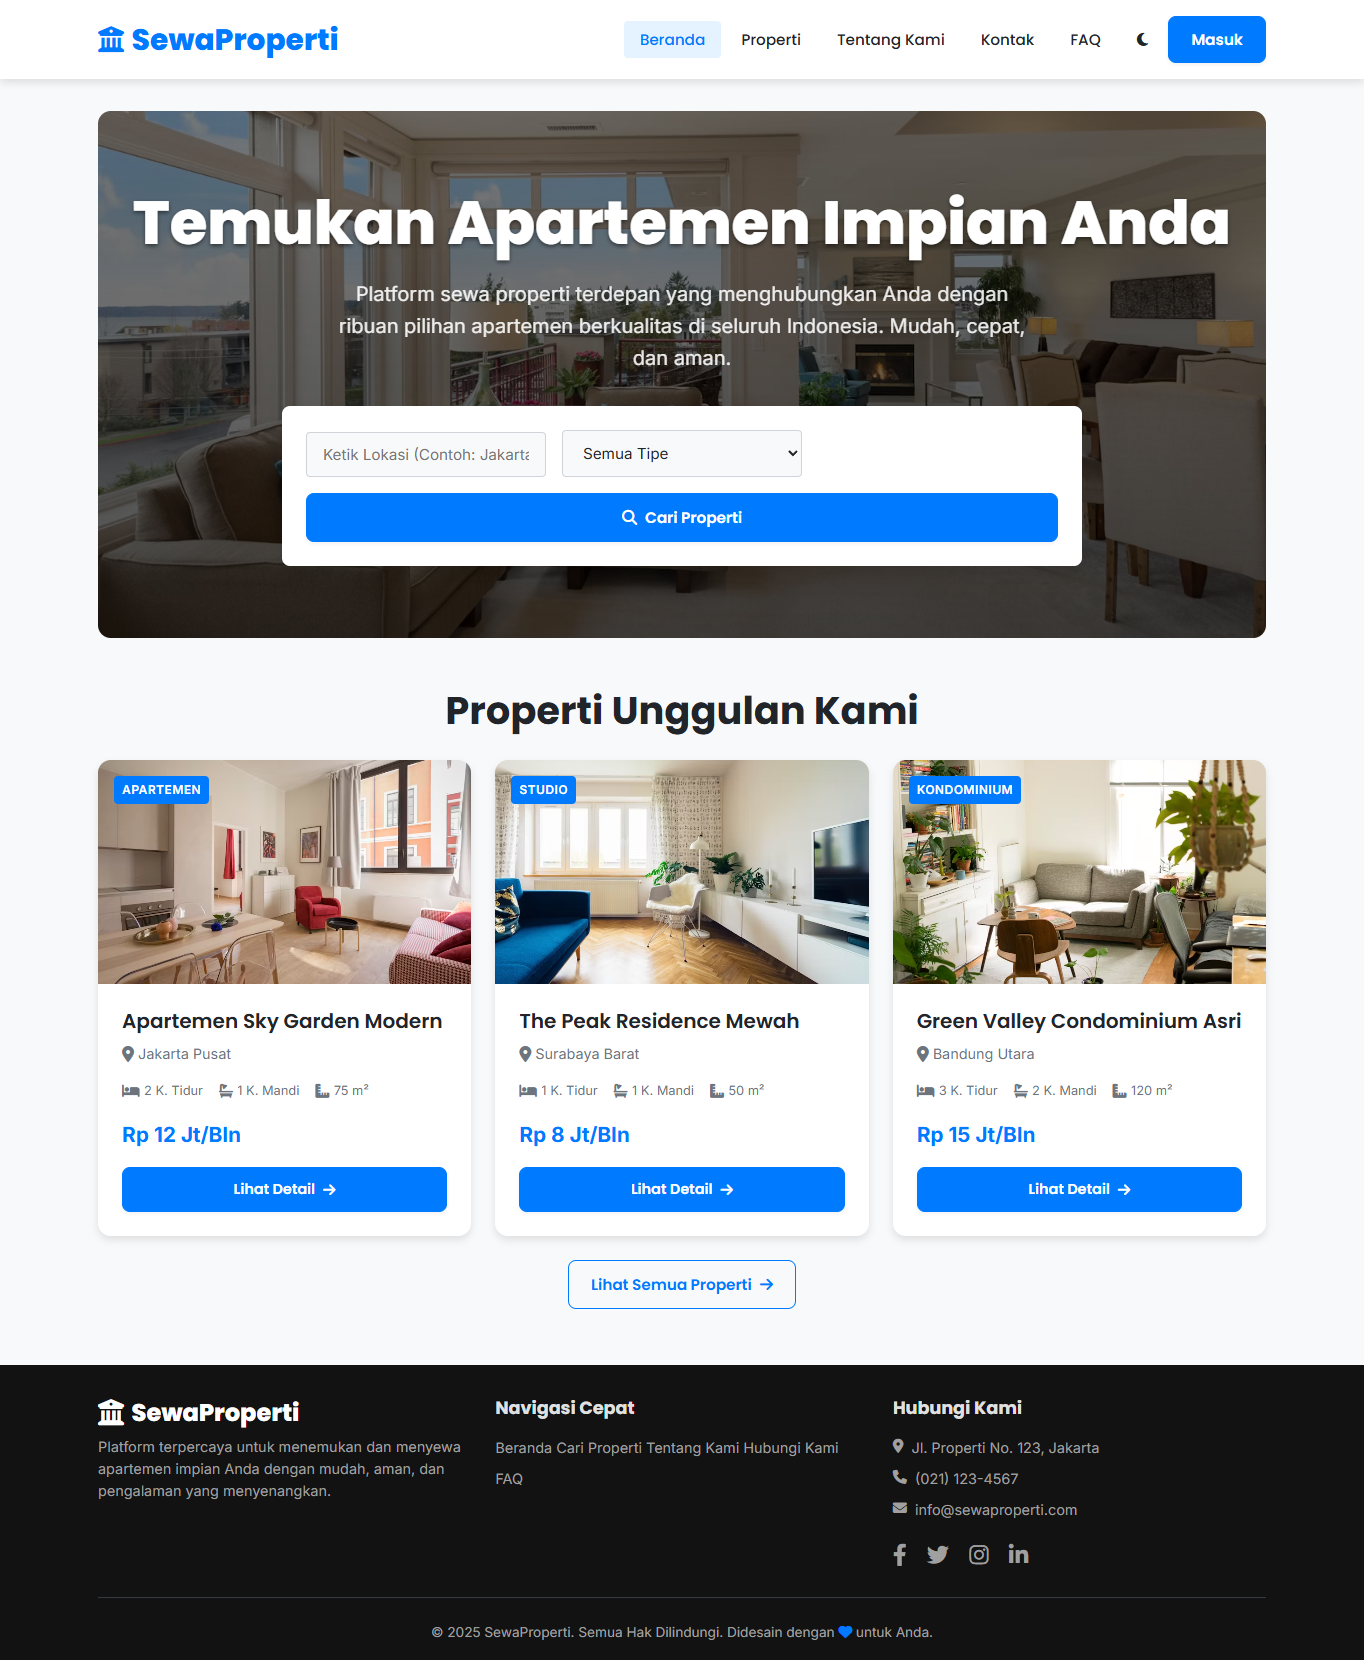 SewaProperti
Beranda
Properti
Tentang Kami
Kontak
FAQ
Masuk
Temukan Apartemen Impian Anda
Platform sewa properti terdepan yang menghubungkan Anda dengan
ribuan pilihan apartemen berkualitas di seluruh Indonesia. Mudah, cepat,
dan aman.
Ketik Lokasi (Contoh: Jakarta
Semua Tipe
Cari Properti
Properti Unggulan Kami
APARTEMEN
Apartemen Sky Garden Modern
Jakarta Pusat
2 K. Tidur 1 K. Mandi 75 m²
Rp 12 Jt/Bln
Lihat Detail
STUDIO
The Peak Residence Mewah
Surabaya Barat
1 K. Tidur 1 K. Mandi 50 m²
Rp 8 Jt/Bln
Lihat Detail
KONDOMINIUM
Green Valley Condominium Asri
Bandung Utara
3 K. Tidur 2 K. Mandi 120 m²
Rp 15 Jt/Bln
Lihat Detail
Lihat Semua Properti
SewaProperti
Platform terpercaya untuk menemukan dan menyewa
apartemen impian Anda dengan mudah, aman, dan
pengalaman yang menyenangkan.
Navigasi Cepat
Beranda Cari Properti Tentang Kami Hubungi Kami
FAQ
Hubungi Kami
Jl. Properti No. 123, Jakarta
(021) 123-4567
info@sewaproperti.com
© 2025 SewaProperti. Semua Hak Dilindungi. Didesain dengan untuk Anda.